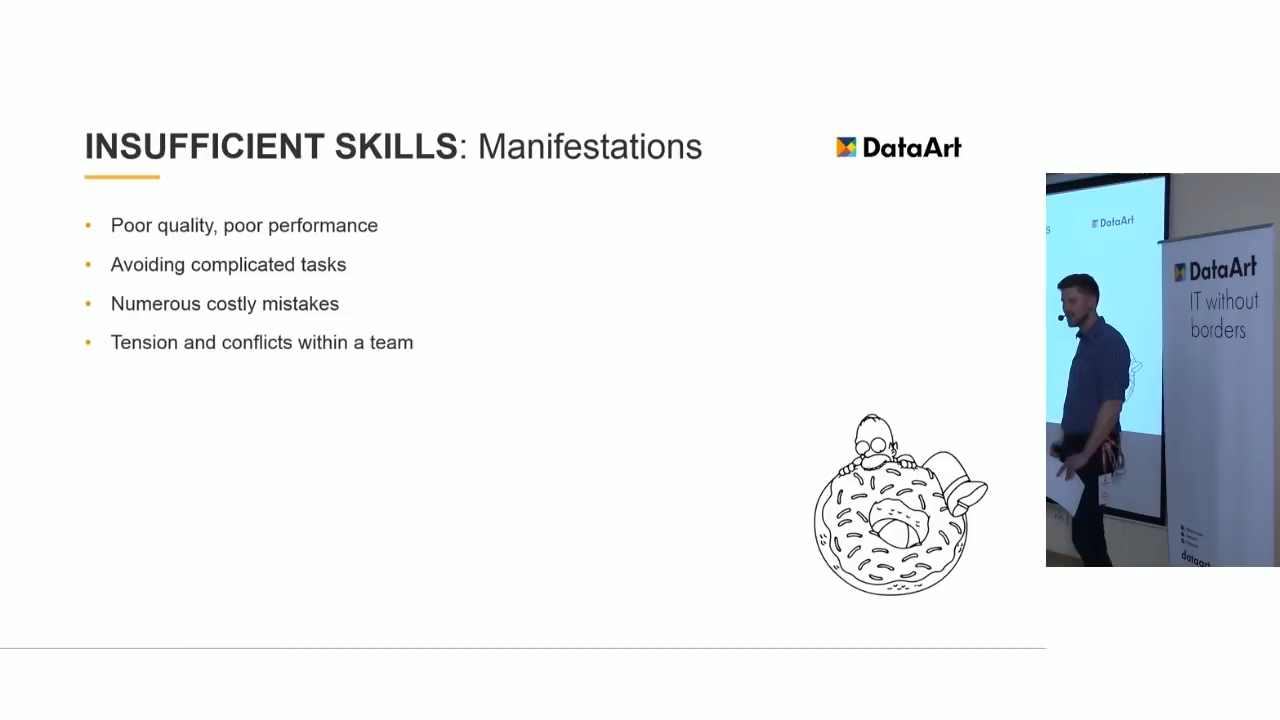 INSUFFICIENT SKILLS: Manifestations
DataArt
• Poor quality, poor performance
• Avoiding complicated tasks
• Numerous costly mistakes
• Tension and conflicts within a team
s
DataArt
DataArt
IT without
borders
dataart